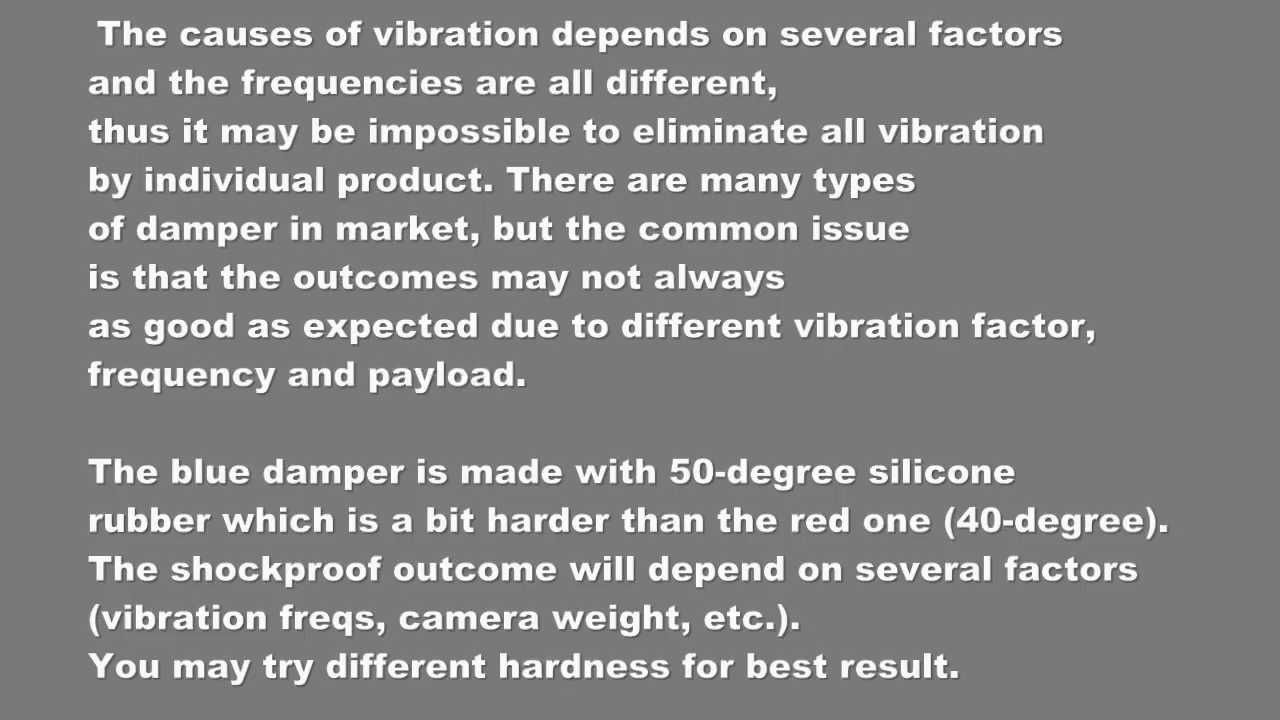 The causes of vibration depends on several factors
and the frequencies are all different,
thus it may be impossible to eliminate all vibration
by individual product. There are many types
of damper in market, but the common issue
is that the outcomes may not always
as good as expected due to different vibration factor,
frequency and payload.
The blue damper is made with 50-degree silicone
rubber which is a bit harder than the red one (40-degree).
The shockproof outcome will depend on several factors
(vibration freqs, camera weight, etc.).
You may try different hardness for best result.